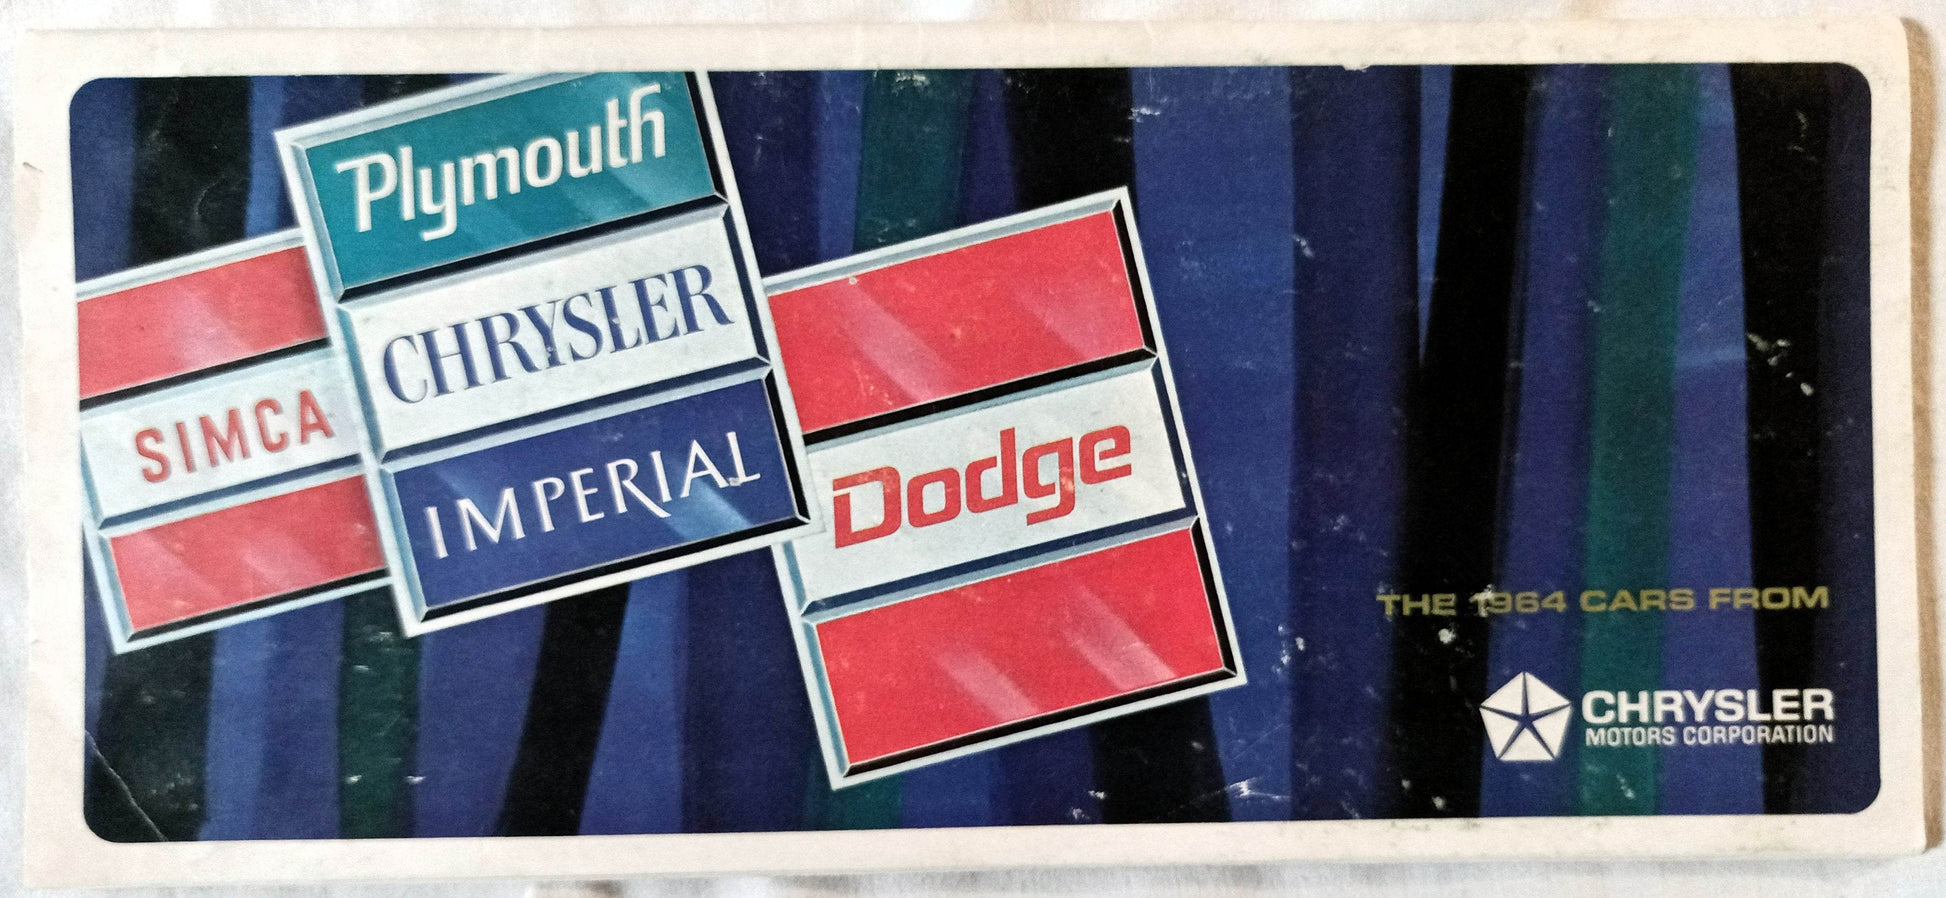 Plymouth
CHRYSLER
IMPERIAL
SIMCA
Dodge
THE 1964 CARS FROM
CHRYSLER
MOTORS CORPORATION